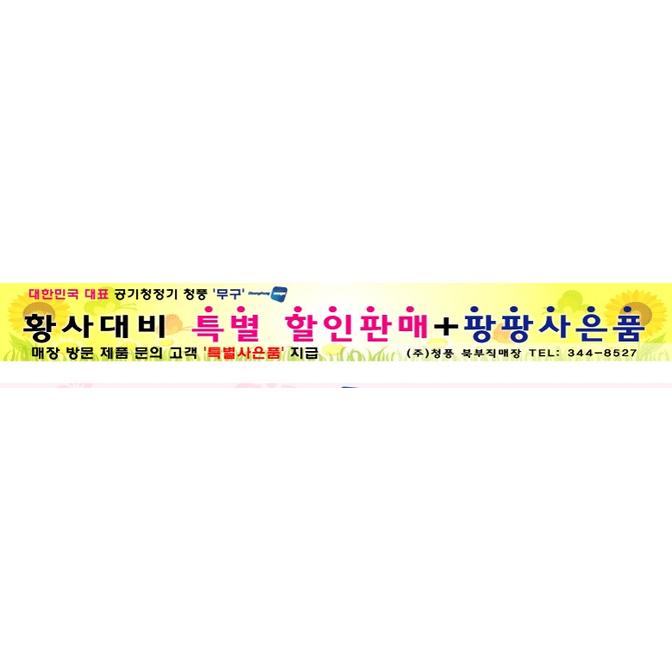 대한민국 대표 공기청정기 청풍 '무구'
황사대비 특별 할인판매+팡팡사은품
매장 방문 제품 문의 고객 '특별사은품' 지급
(주)청풍 북부직매장 TEL: 344-8527